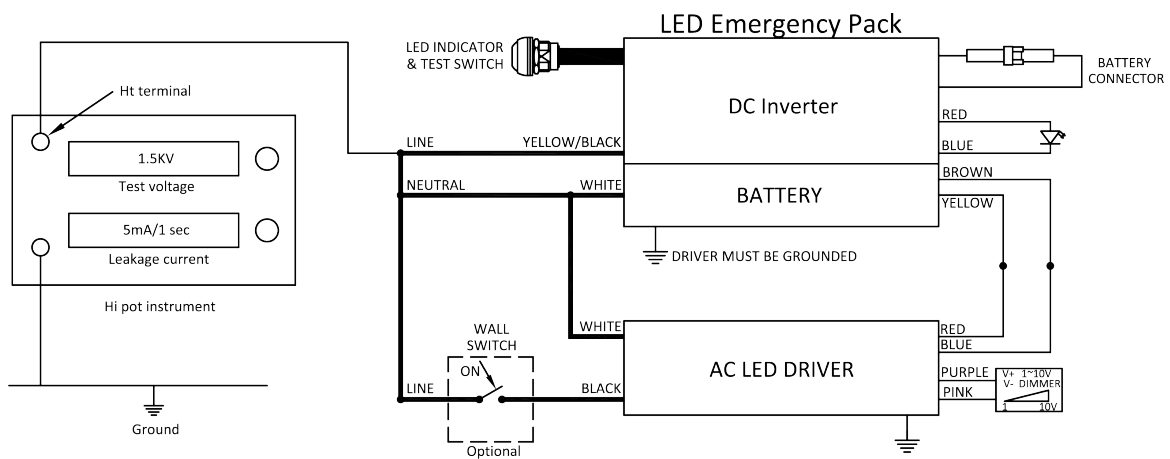 LED Emergency Pack
LED INDICATOR
& TEST SWITCH
BATTERY
CONNECTOR
Ht terminal
DC Inverter
RED
LINE
YELLOW/BLACK
BLUE
1.5KV
Test voltage
BROWN
NEUTRAL
WHITE
BATTERY
YELLOW
5mA/1 sec
Leakage current
DRIVER MUST BE GROUNDED
Hi pot instrument
WALL
SWITCH
WHITE
RED
BLUE
ON
AC LED DRIVER
PURPLE
V+ 1~10V
V- DIMMER
LINE
BLACK
PINK
1 10V
Ground
Optional